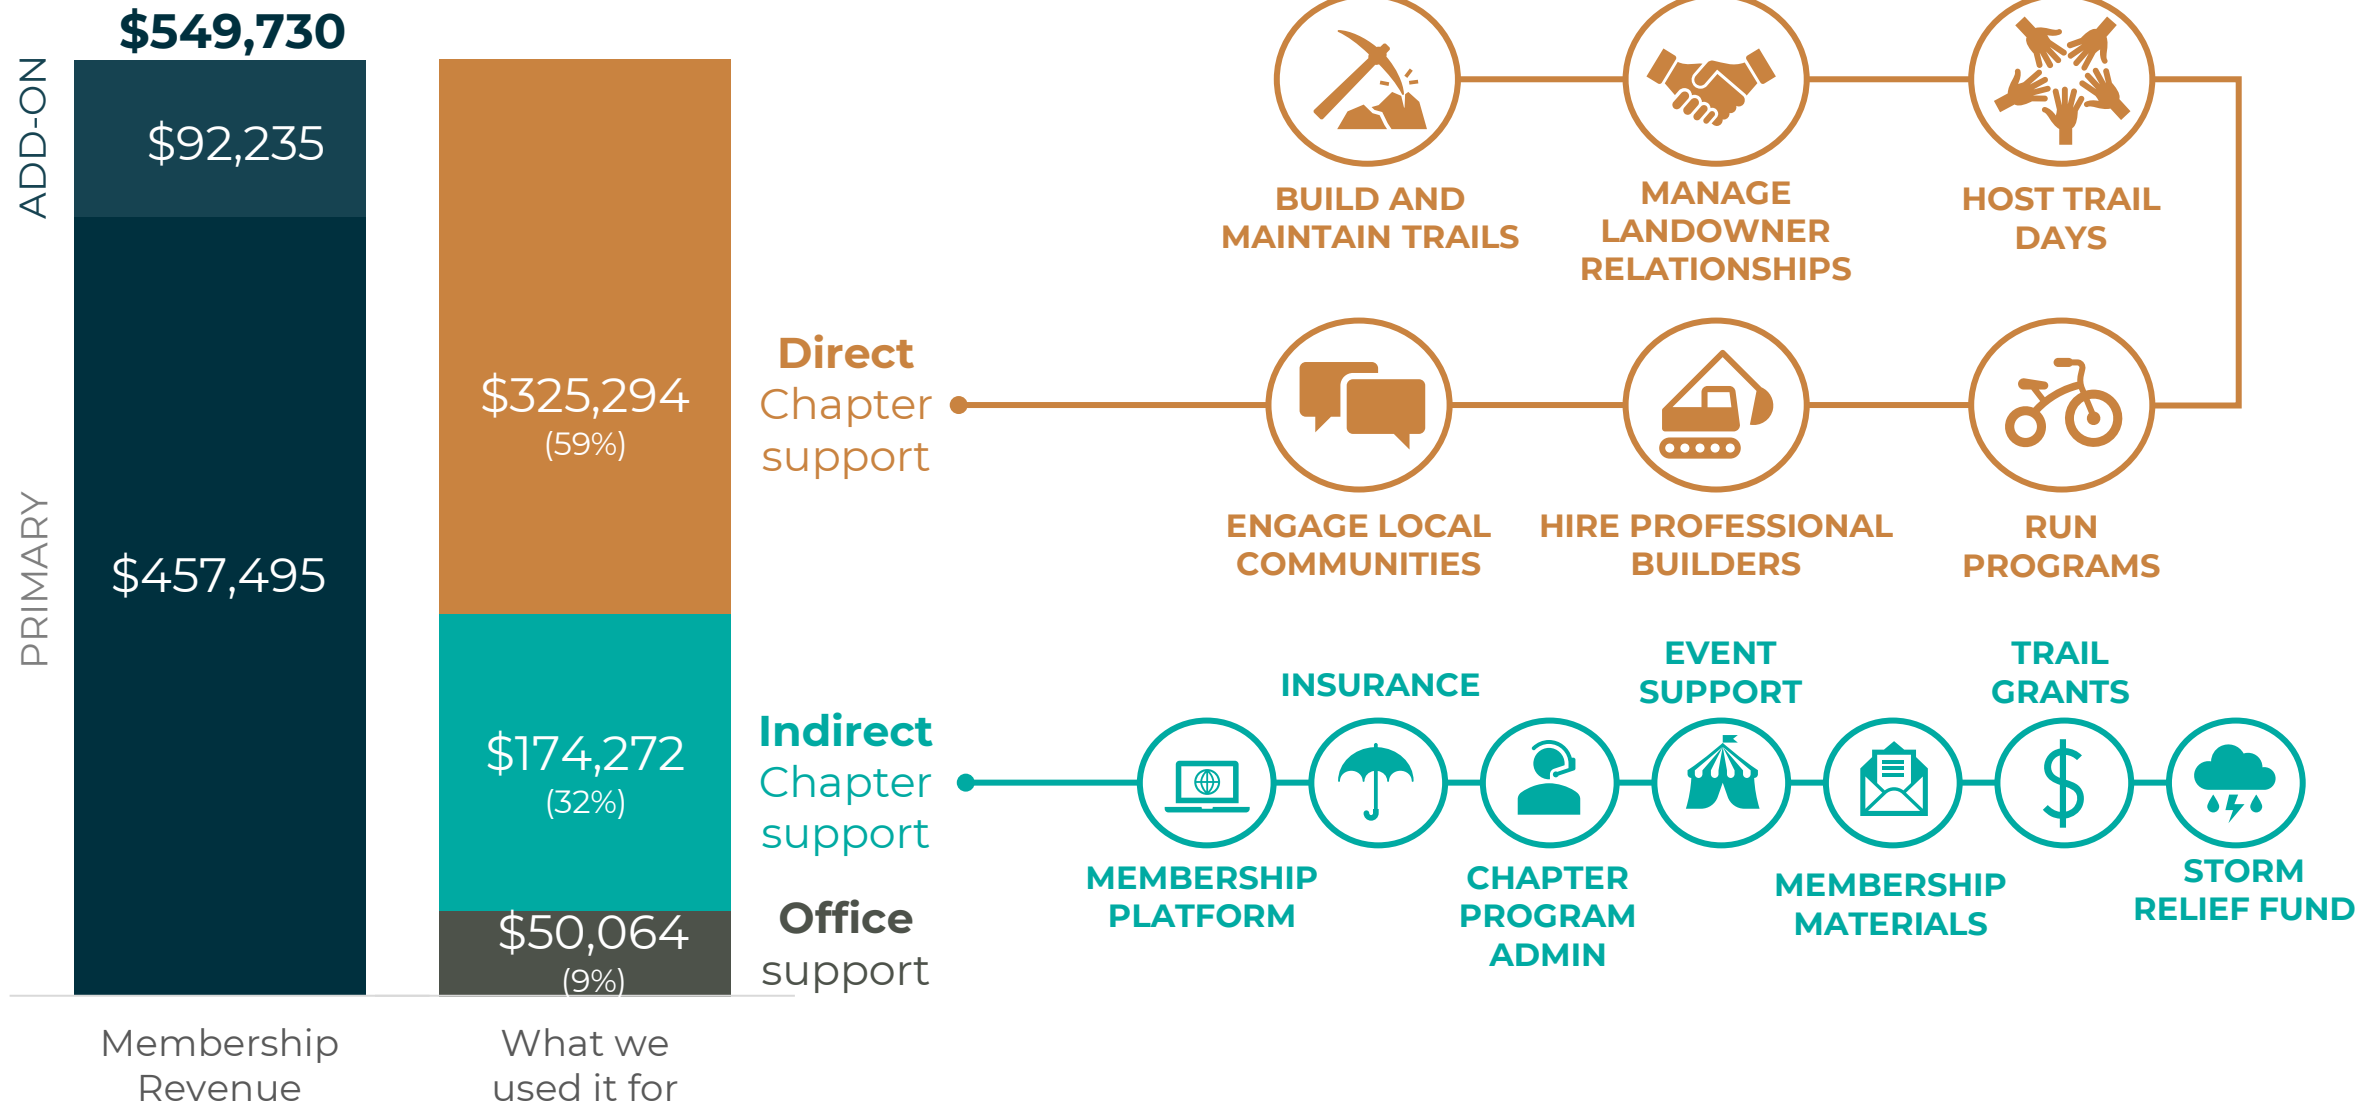 $549,730
ADD-ON
$92,235
PRIMARY
$457,495
Membership
Revenue
$325,294
(59%)
$174,272
(32%)
$50,064
(9%)
What we
used it for
Direct
Chapter
support
BUILD AND
MAINTAIN TRAILS
MANAGE
LANDOWNER
RELATIONSHIPS
HOST TRAIL
DAYS
ENGAGE LOCAL
COMMUNITIES
HIRE PROFESSIONAL
BUILDERS
RUN
PROGRAMS
Indirect
Chapter
support
MEMBERSHIP
PLATFORM
INSURANCE
CHAPTER
PROGRAM
ADMIN
EVENT
SUPPORT
MEMBERSHIP
MATERIALS
TRAIL
GRANTS
STORM
RELIEF FUND
Office
support